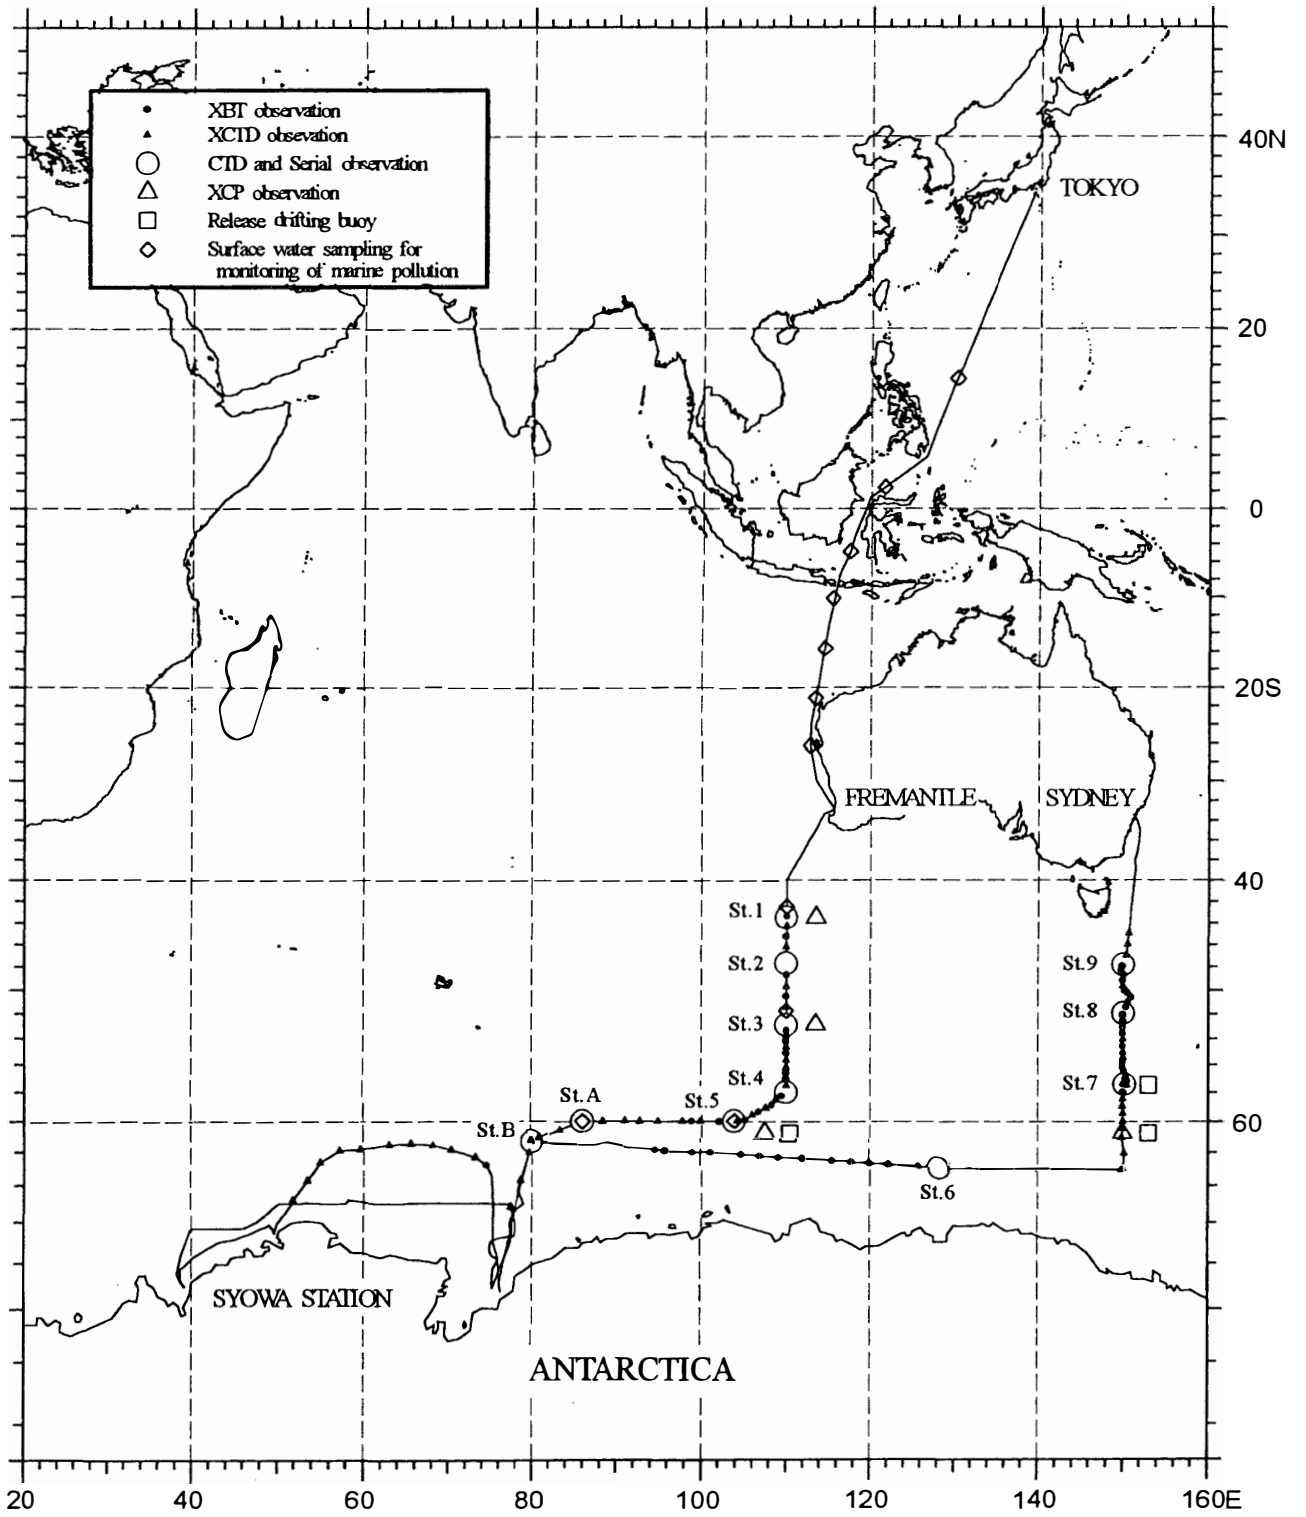 XBT observation
XCTD obsevation
CTD and Serial observation
XCP observation
Release drifting buoy
Surface water sampling for
monitoring of marine pollution
40N
TOKYO
20
0
20S
FREMANTLE
SYDNEY
40
St.1
St.2
St.9
St.8
St.3
St.4
St.7
St.A
St.5
60
St.B
St.6
SYOWA STATION
ANTARCTICA
20
40
60
80
100
120
140
160E